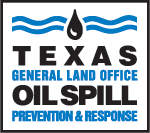 TEXAS
GENERAL LAND OFFICE
OIL SPILL
PREVENTION & RESPONSE